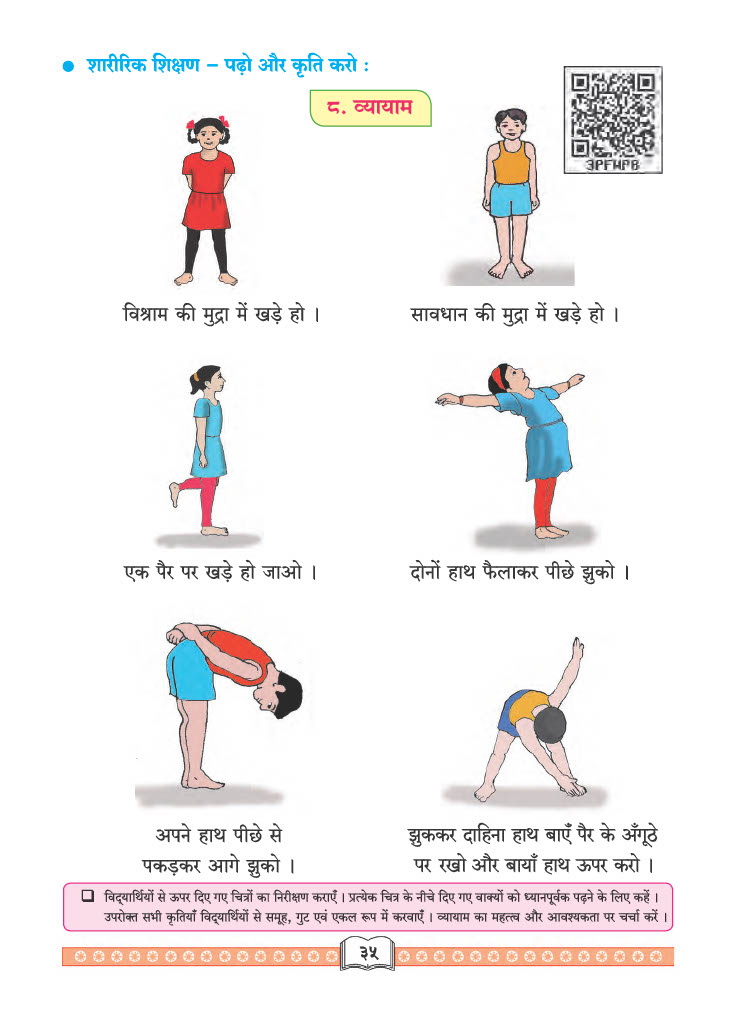 ● शारीरिक शिक्षण – पढ़ो और कृति करो :
८. व्यायाम
3PFWPB
विश्राम की मुद्रा में खड़े हो ।
सावधान की मुद्रा में खड़े हो ।
एक पैर पर खड़े हो जाओ ।
दोनों हाथ फैलाकर पीछे झुको ।
अपने हाथ पीछे से
पकड़कर आगे झुको ।
झुककर दाहिना हाथ बाएँ पैर के अँगूठे
पर रखो और बायाँ हाथ ऊपर करो ।
❑ विद्‌यार्थियों से ऊपर दिए गए चित्रों का निरीक्षण कराएँ । प्रत्येक चित्र के नीचे दिए गए वाक्यों को ध्यानपूर्वक पढ़ने के लिए कहें ।
उपरोक्त सभी कृतियाँ विद्‌यार्थियों से समूह, गुट एवं एकल रूप में करवाएँ । व्यायाम का महत्त्व और आवश्यकता पर चर्चा करें ।
३५